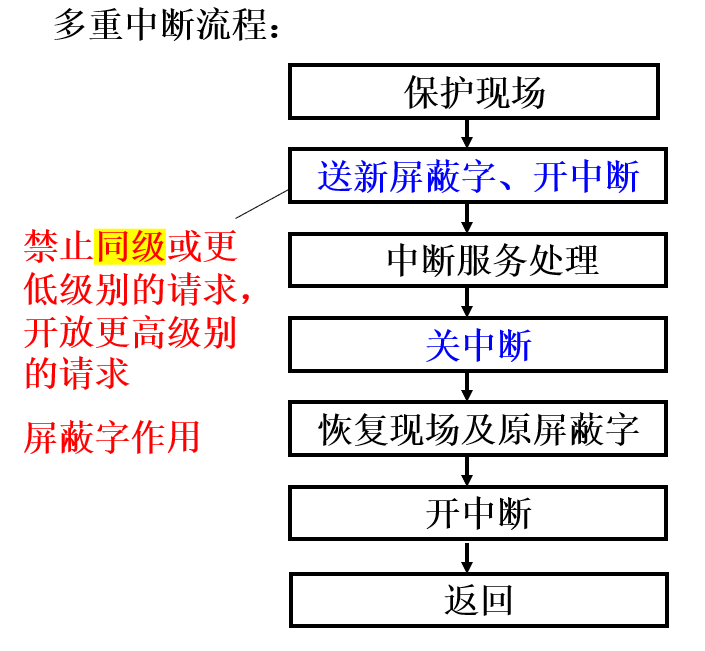 多重中断流程：
保护现场
送新屏蔽字、开中断
中断服务处理
关中断
恢复现场及原屏蔽字
开中断
返回
禁止同级或更
低级别的请求，
开放更高级别
的请求
屏蔽字作用